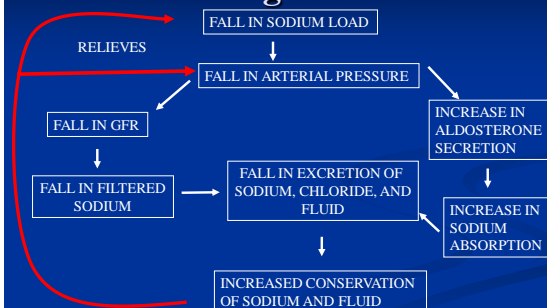 FALL IN SODIUM LOAD
RELIEVES
FALL IN ARTERIAL PRESSURE
FALL IN GFR
INCREASE IN
ALDOSTERONE
SECRETION
FALL IN FILTERED
SODIUM
FALL IN EXCRETION OF
SODIUM, CHLORIDE, AND
FLUID
INCREASE IN
SODIUM
ABSORPTION
INCREASED CONSERVATION
OF SODIUM AND FLUID